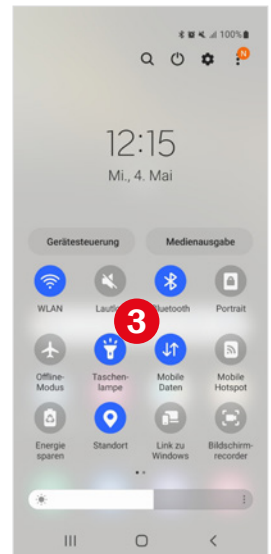 100%
N
12:15
Mi., 4. Mai
Gerätesteuerung Medienausgabe
WLAN Bluetooth Portrait
3
Offline- Taschen- Mobile Mobile
Modus lampe Daten Hotspot
Energie Standort Link zu Bildschirm-
sparen Windows recorder